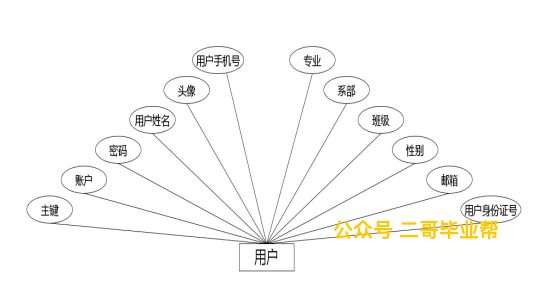 用户手机号
专业
头像
系部
用户姓名
班级
密码
性别
账户
邮箱
主键
用户身份证号
公众号 二哥毕业帮
用户